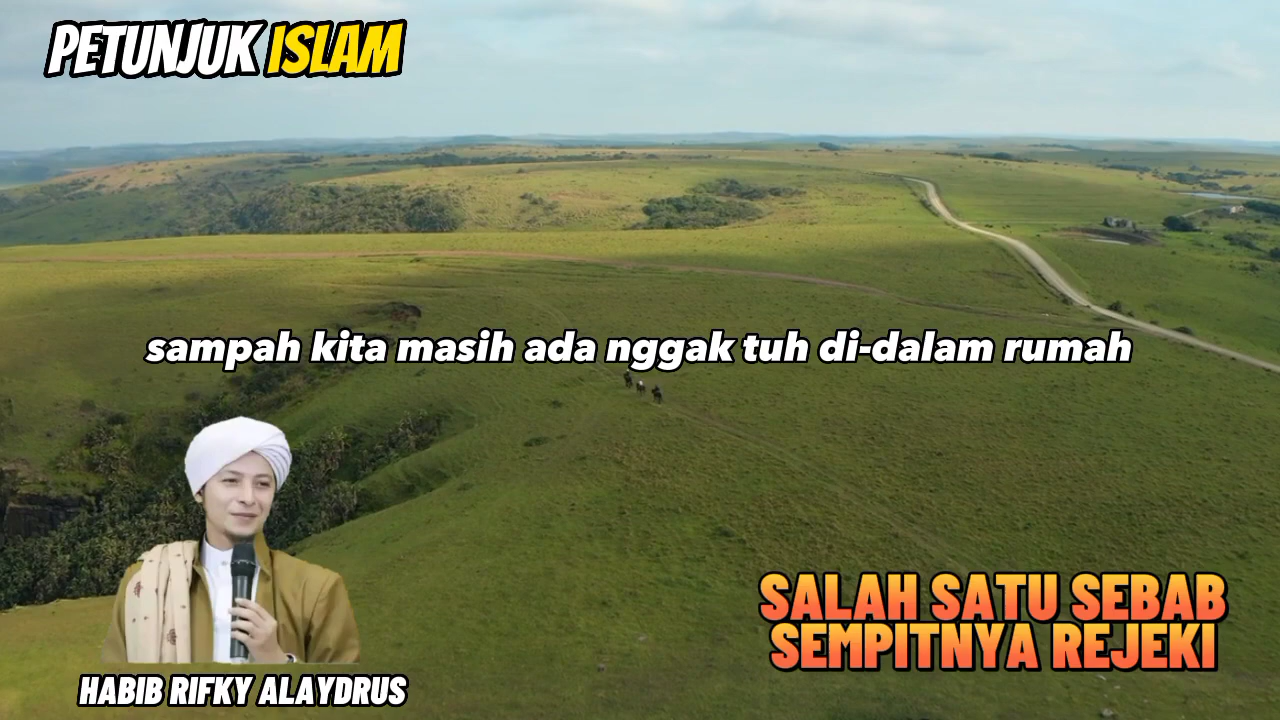 PETUNJUK ISLAM
sampah kita masih ada nggak tuh di-dalam rumah
SALAH SATU SEBAB
SEMPITNYA REJEKI
HABIB RIFKY ALAYDRUS